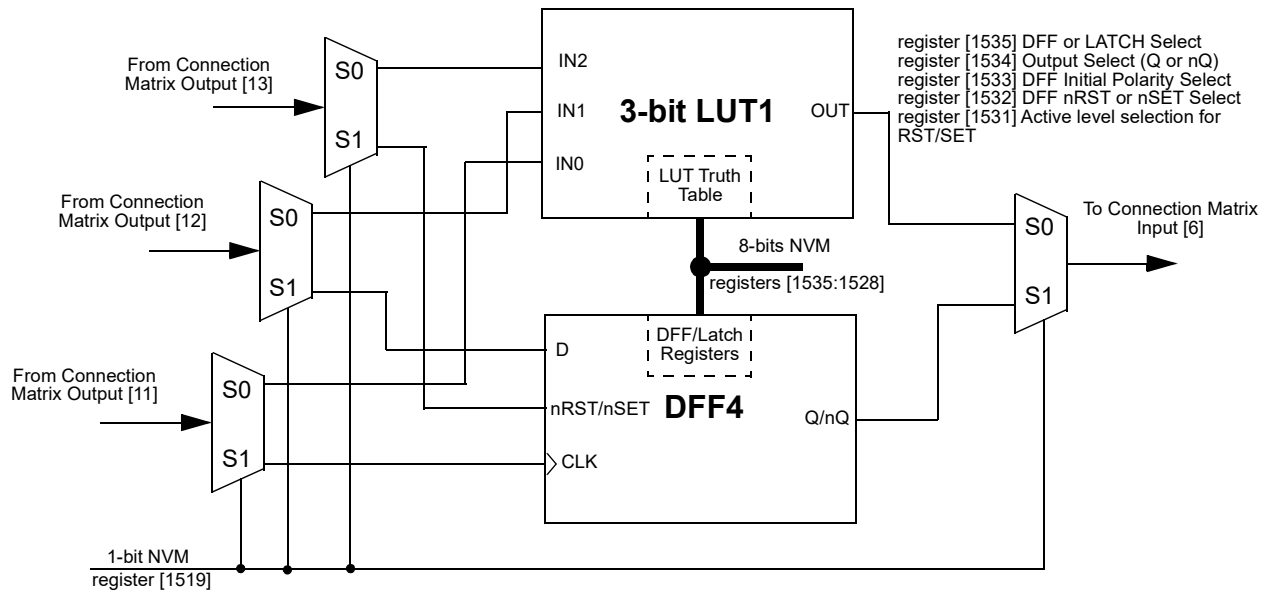 From Connection
Matrix Output [13]
S0
S1
From Connection
Matrix Output [12]
S0
S1
From Connection
Matrix Output [11]
S0
S1
1-bit NVM
register [1519]
IN2
IN1
IN0
3-bit LUT1
OUT
LUT Truth
Table
8-bits NVM
registers [1535:1528]
DFF/Latch
Registers
D
nRST/nSET
DFF4
Q/nQ
CLK
register [1535] DFF or LATCH Select
register [1534] Output Select (Q or nQ)
register [1533] DFF Initial Polarity Select
register [1532] DFF nRST or nSET Select
register [1531] Active level selection for
RST/SET
S0
S1
To Connection Matrix
Input [6]